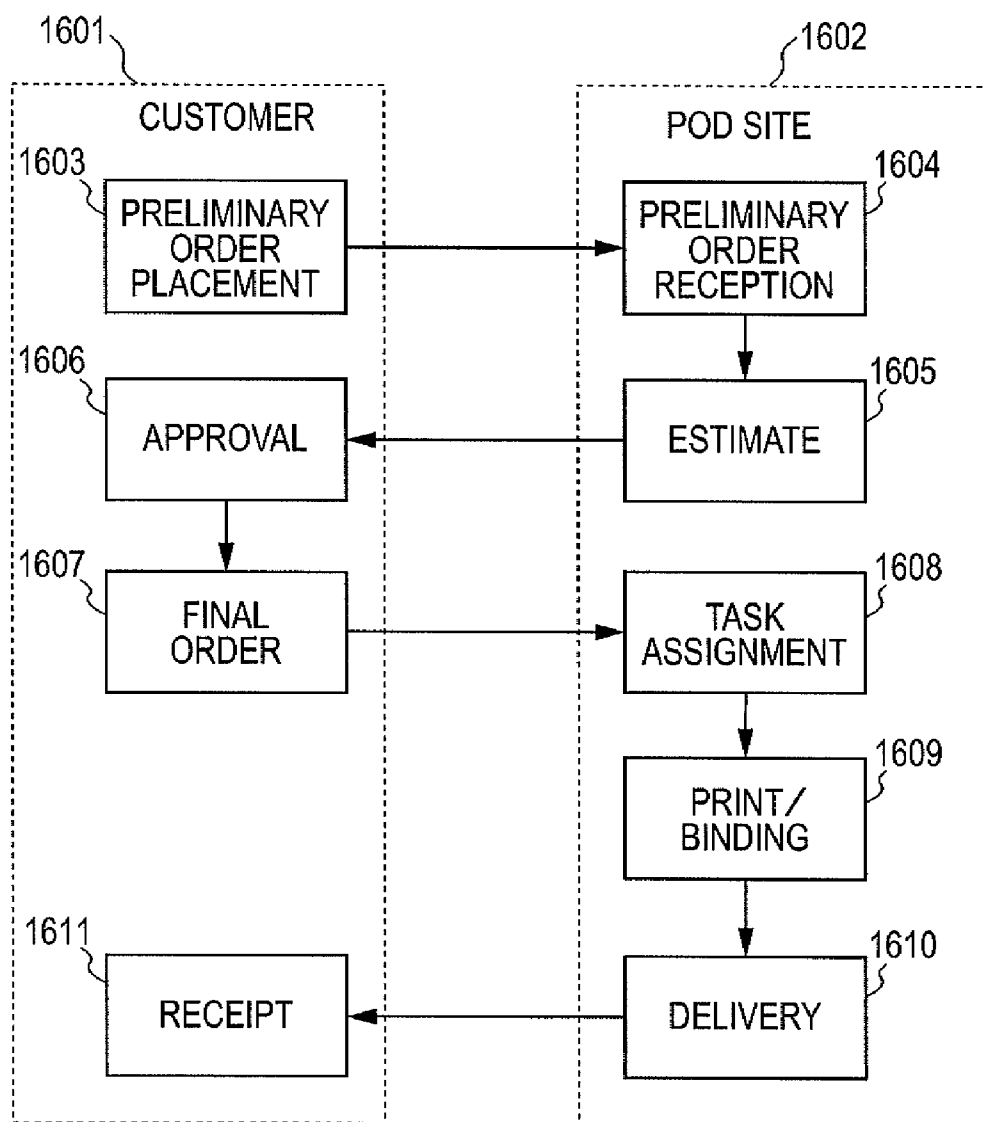 1601
1602
CUSTOMER
POD SITE
1603
PRELIMINARY
ORDER
PLACEMENT
1604
PRELIMINARY
ORDER
RECEPTION
1606
APPROVAL
1605
ESTIMATE
1607
FINAL
ORDER
1608
TASK
ASSIGNMENT
1609
PRINT/
BINDING
1611
RECEIPT
1610
DELIVERY